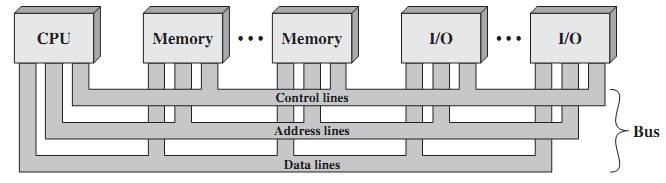 CPU Memory • • • Memory I/O • • • I/O
Control lines
Address lines
Bus
Data lines